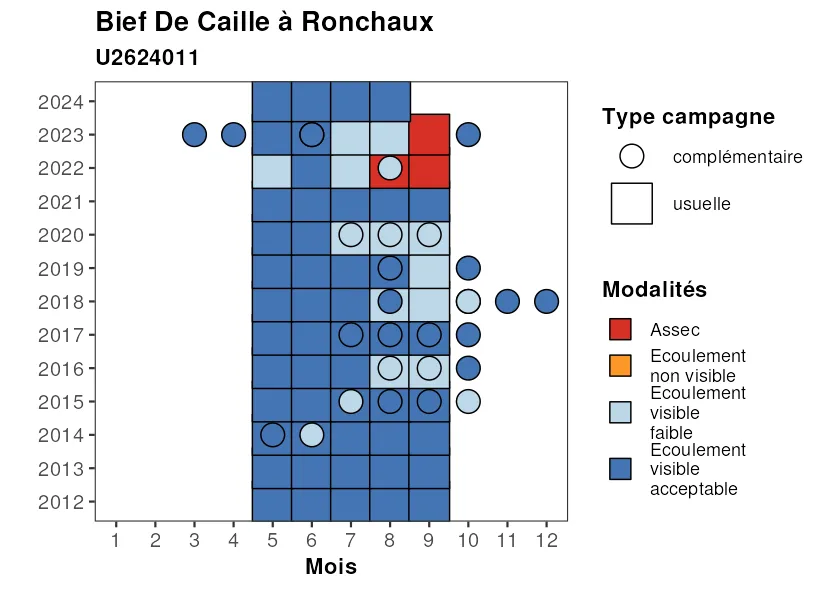 Bief De Caille à Ronchaux
U2624011
2024
2023
2022
2021
2020
2019
2018
2017
2016
2015
2014
2013
2012
1 2 3 4 5 6 7 8 9 10 11 12
Mois
Type campagne
complémentaire
usuelle
Modalités
Assec
Ecoulement
non visible
Ecoulement
visible
faible
Ecoulement
visible
acceptable